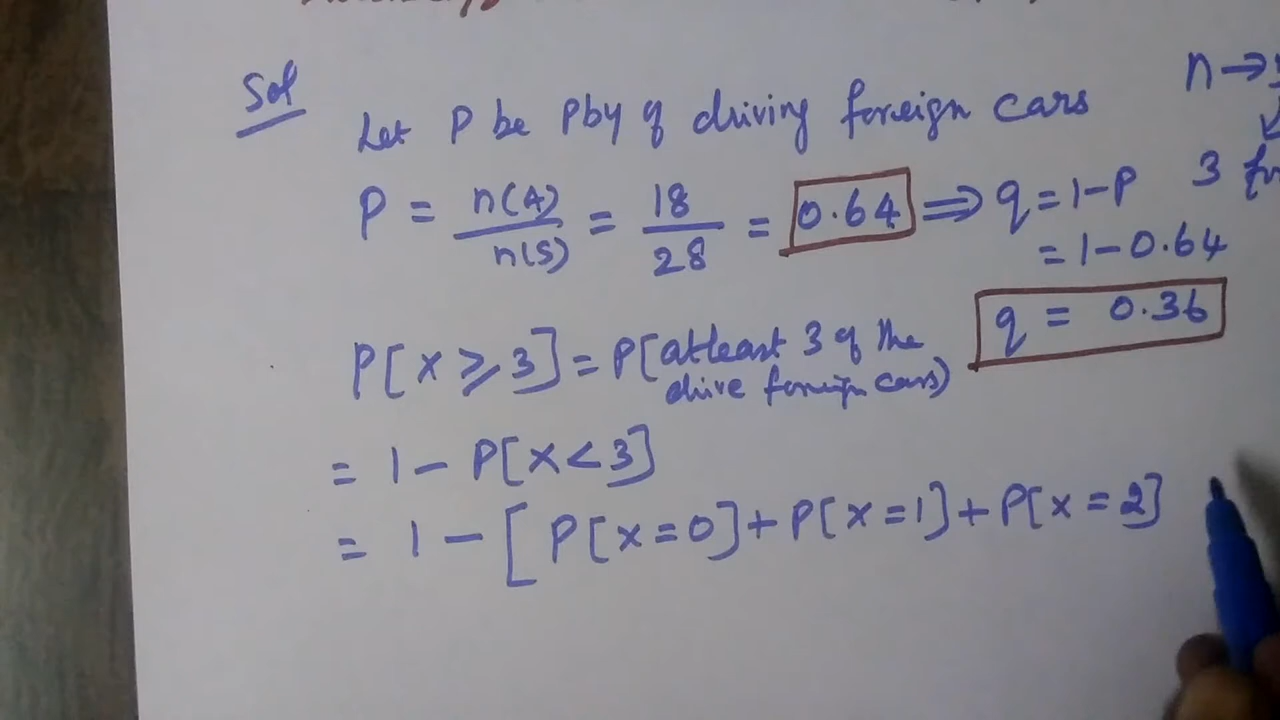 Sol
Let P be Pby of driving foreign cars
n →
P = n(A)/n(S) = 18/28 = 0.64 ⟹ q = 1-P
3
= 1-0.64
q = 0.36
P[x ≥ 3] = P[atleast 3 of the
drive foreign cars)
= 1 - P[x < 3]
= 1 - [P[x = 0] + P[x = 1] + P[x = 2]